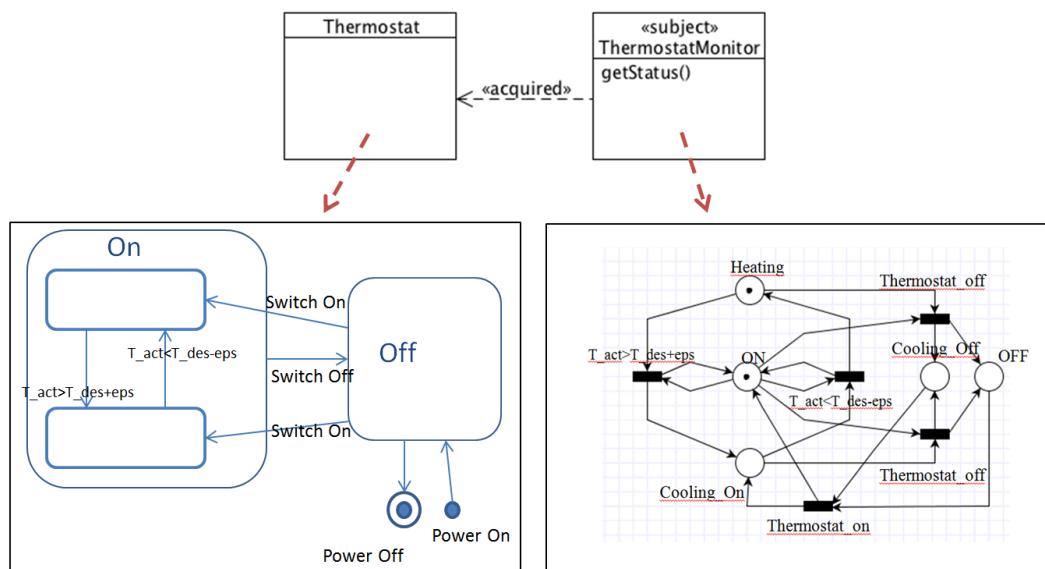 Thermostat
«subject»
ThermostatMonitor
getStatus()
«acquired»
On
Switch On
Off
T_act<T_des-eps
Switch Off
T_act>T_des+eps
Switch On
Power On
Power Off
Heating
Thermostat_off
T_act>T_des+eps
ON
Cooling_Off
OFF
T_act<T_des-eps
Cooling_On
Thermostat_off
Thermostat_on